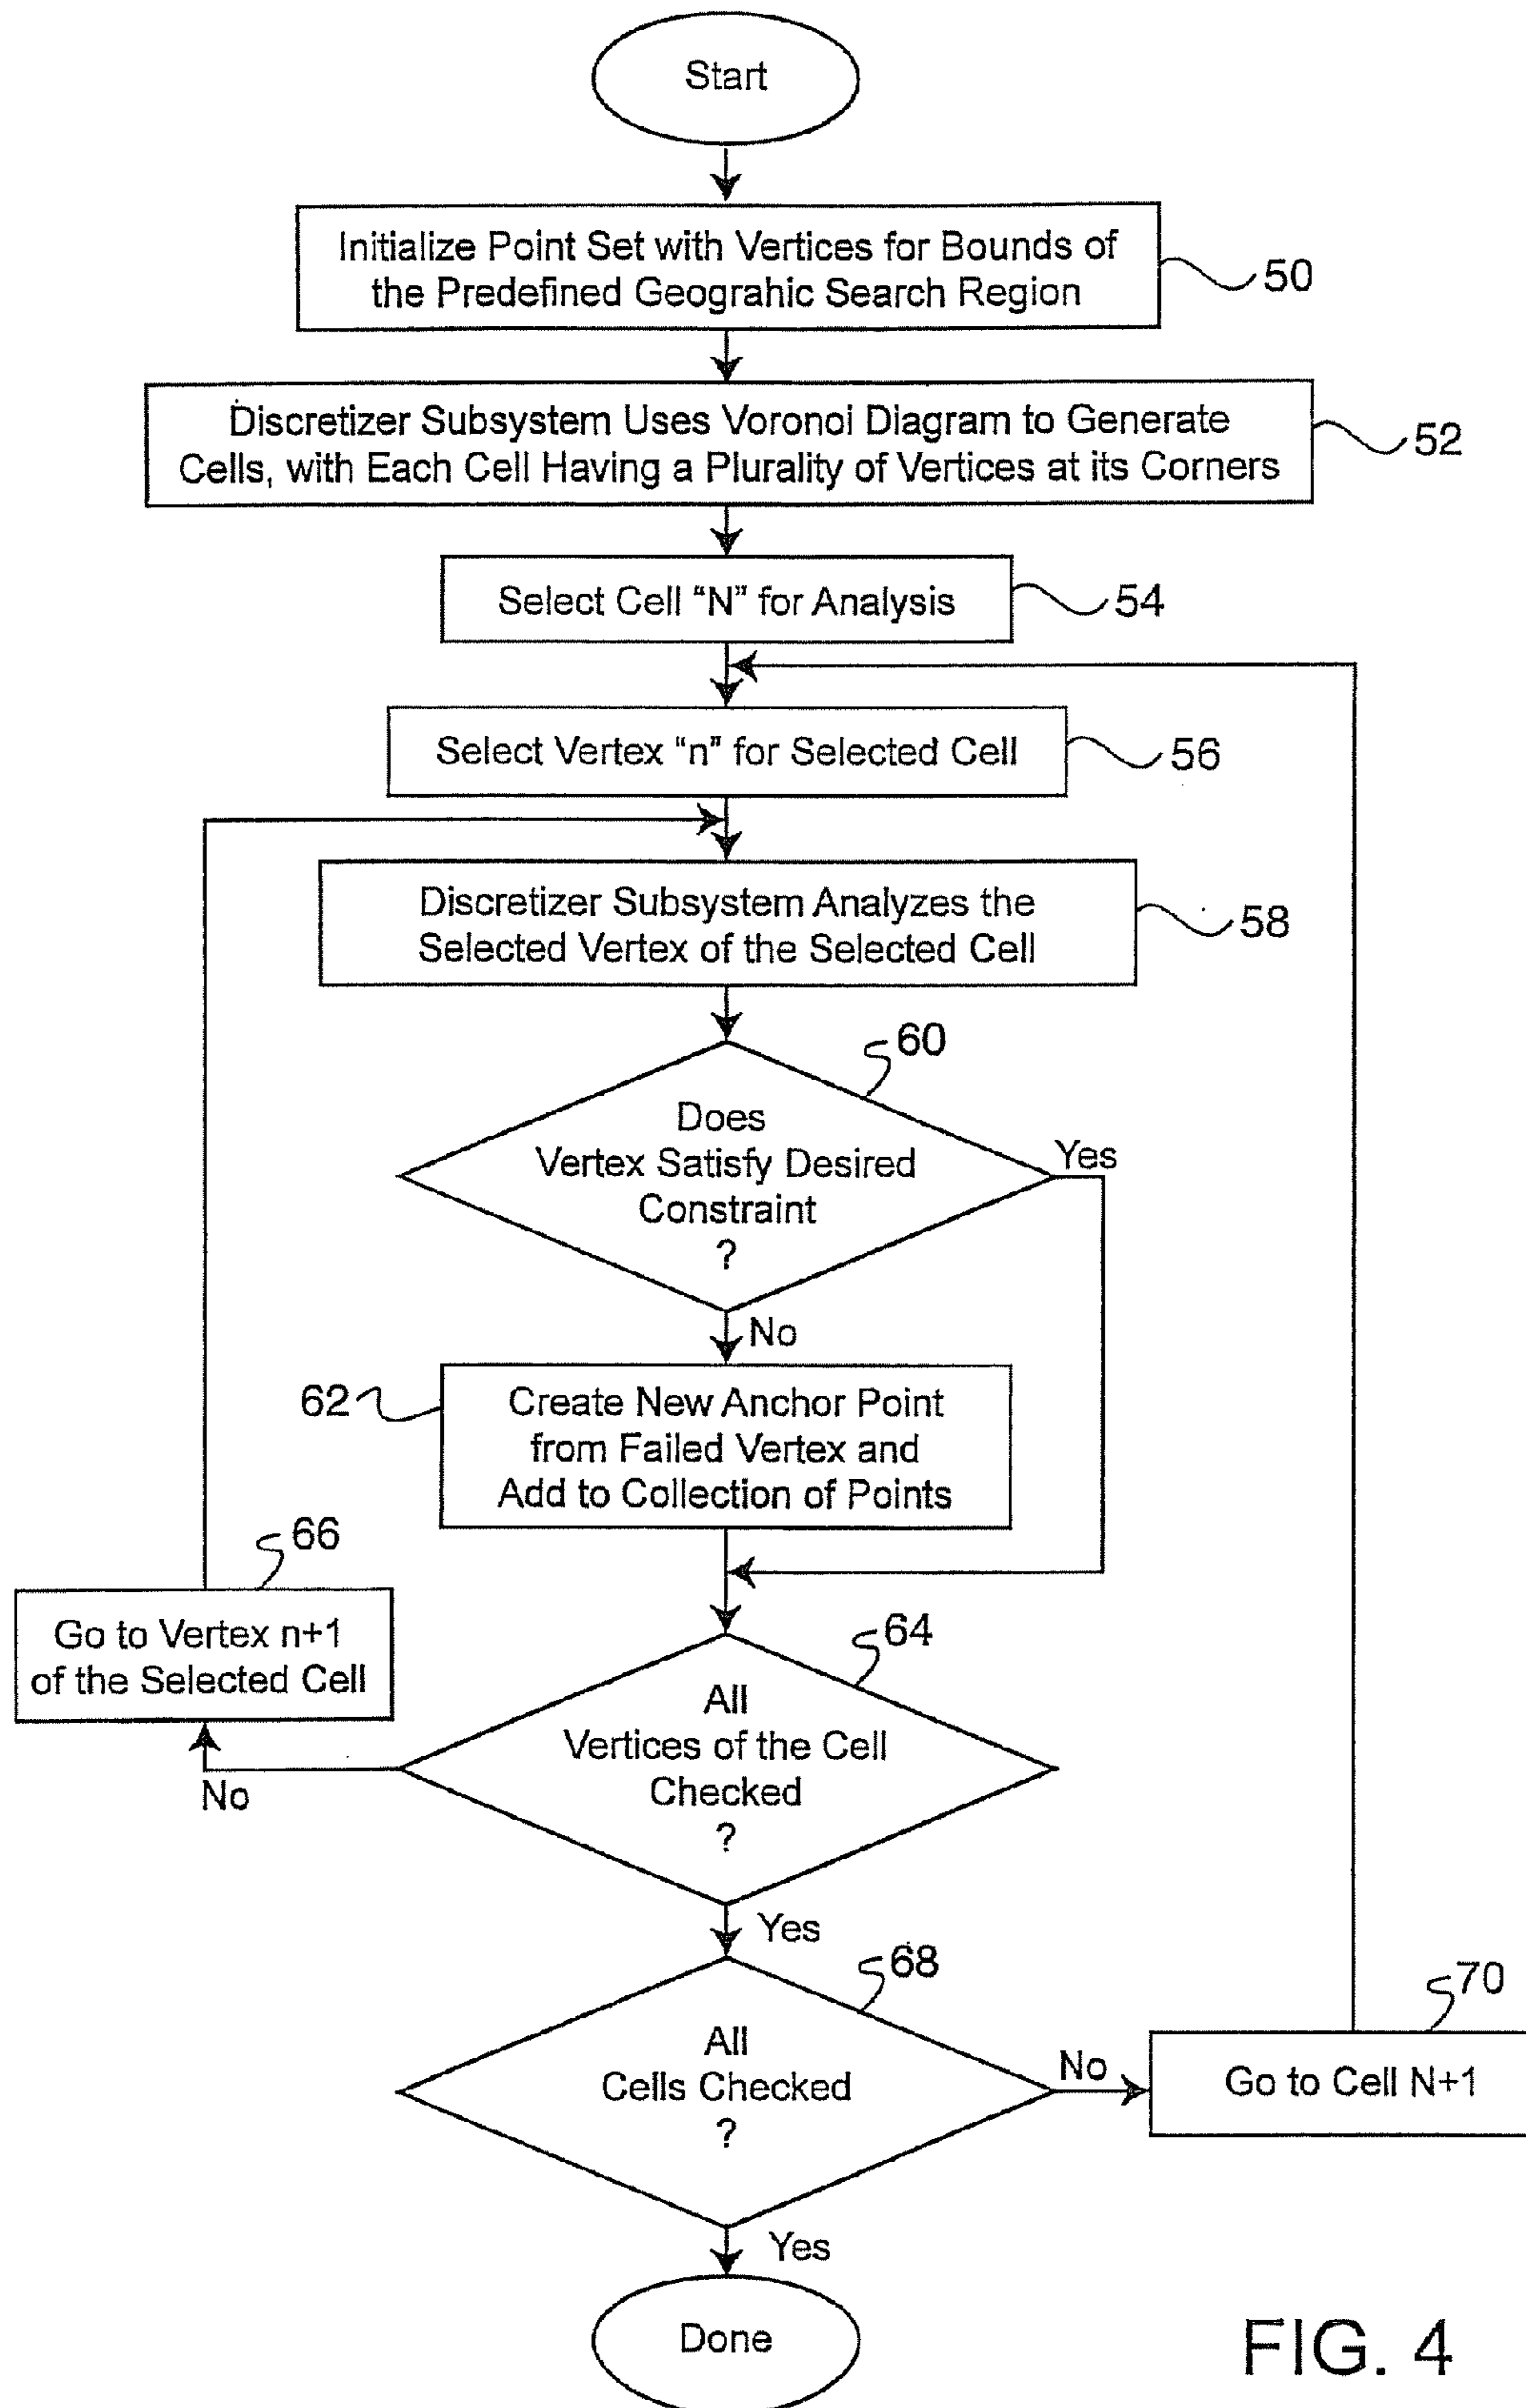 Start
Initialize Point Set with Vertices for Bounds of
the Predefined Geograhic Search Region
50
Discretizer Subsystem Uses Voronoi Diagram to Generate
Cells, with Each Cell Having a Plurality of Vertices at its Corners
52
Select Cell “N” for Analysis
54
Select Vertex “n” for Selected Cell
56
Discretizer Subsystem Analyzes the
Selected Vertex of the Selected Cell
58
60
Does
Vertex Satisfy Desired
Constraint
?
Yes
No
62
Create New Anchor Point
from Failed Vertex and
Add to Collection of Points
66
Go to Vertex n+1
of the Selected Cell
64
All
Vertices of the Cell
Checked
?
No
Yes
68
All
Cells Checked
?
No
70
Go to Cell N+1
Yes
Done
FIG. 4